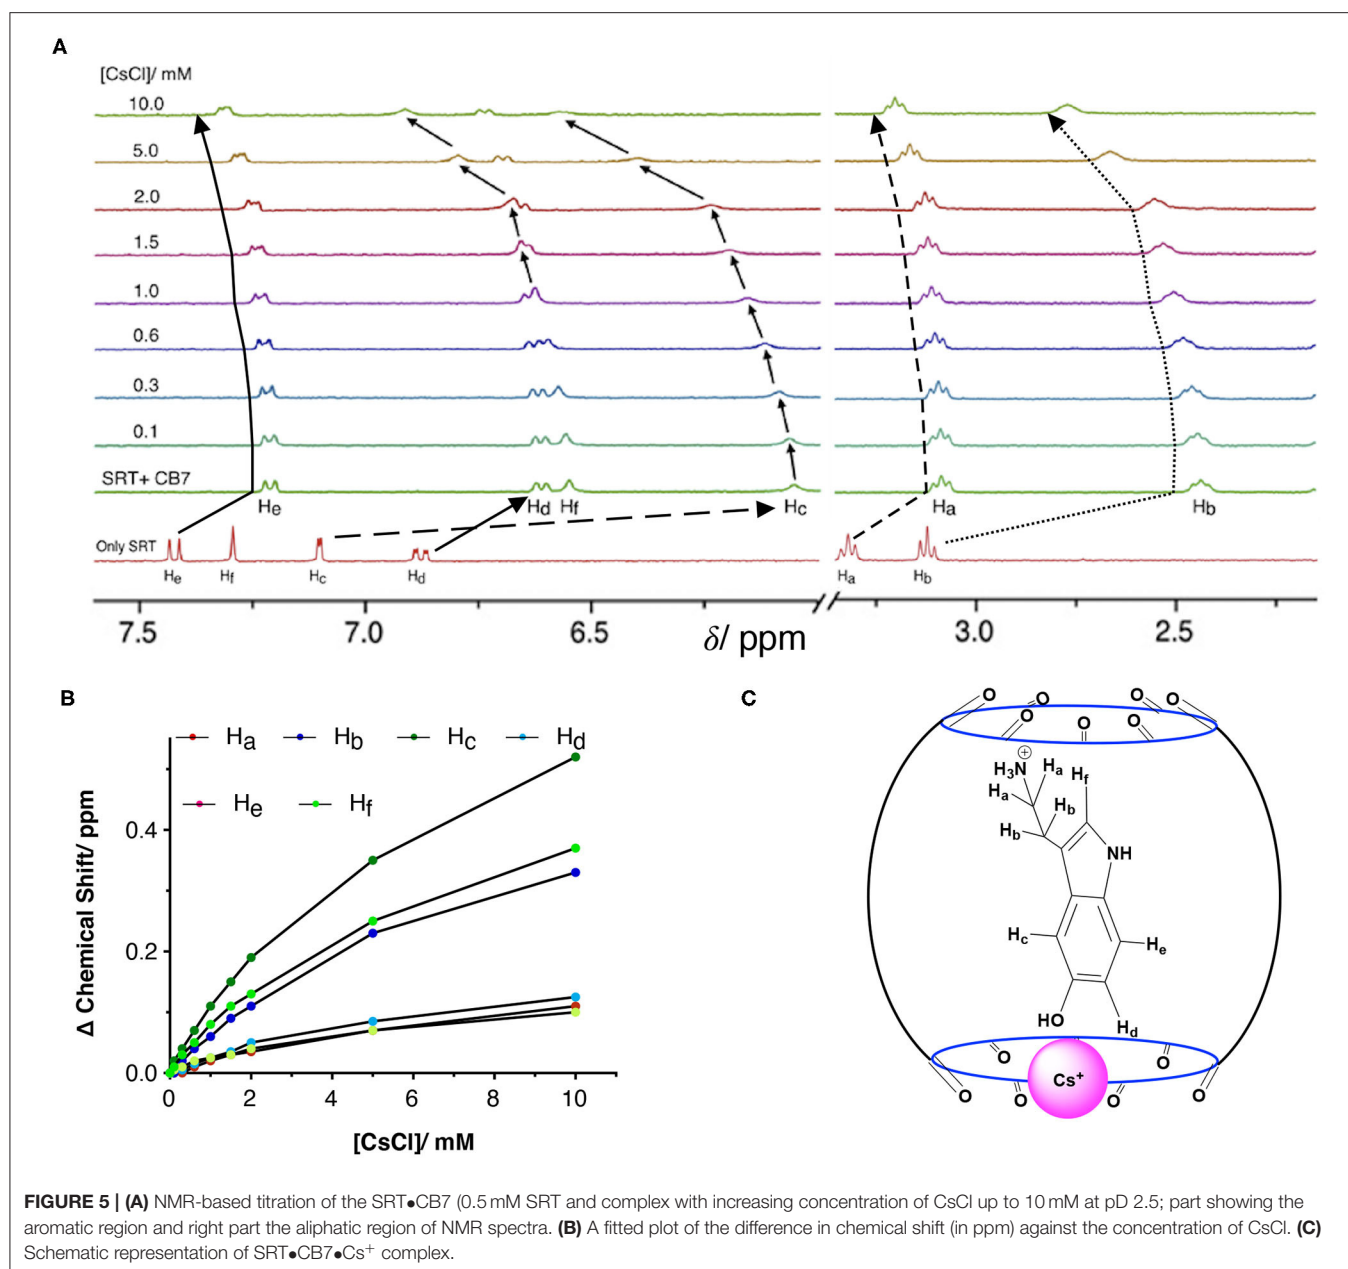 A
[CsCl]/ mM
10.0
5.0
2.0
1.5
1.0
0.6
0.3
0.1
SRT+ CB7
He Hd Hf Hc Ha Hb
Only SRT
He Hf Hc Hd Ha Hb
7.5 7.0 6.5 δ/ ppm 3.0 2.5
B
Ha Hb Hc Hd
He Hf
Δ Chemical Shift/ ppm
0.4
0.2
0.0
0 2 4 6 8 10
[CsCl]/ mM
C
O O O O
O O O
+
H3N Ha Hf
Ha
Hb
Hb
NH
Hc
He
HO
Hd
O O O
Cs+
O O O O
FIGURE 5 | (A) NMR-based titration of the SRT●CB7 (0.5 mM SRT and complex with increasing concentration of CsCl up to 10 mM at pD 2.5; part showing the
aromatic region and right part the aliphatic region of NMR spectra. (B) A fitted plot of the difference in chemical shift (in ppm) against the concentration of CsCl. (C)
Schematic representation of SRT●CB7●Cs+ complex.